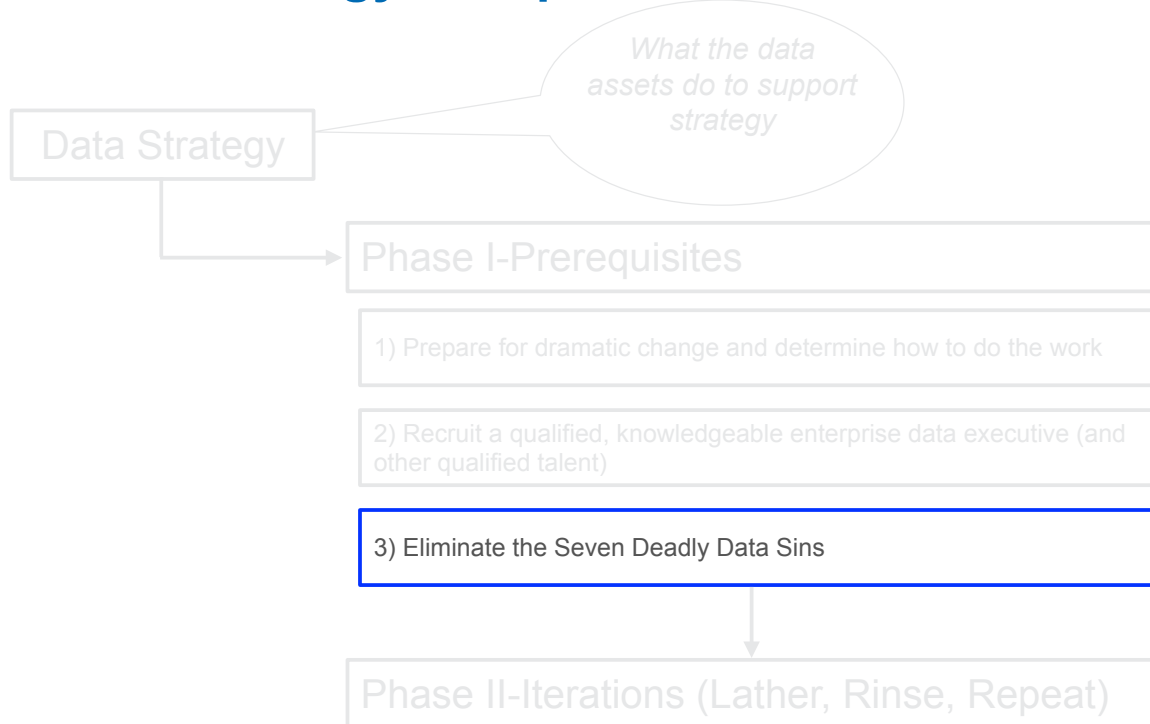 What the data
assets do to support
strategy
Data Strategy
Phase I-Prerequisites
1) Prepare for dramatic change and determine how to do the work
2) Recruit a qualified, knowledgeable enterprise data executive (and
other qualified talent)
3) Eliminate the Seven Deadly Data Sins
Phase II-Iterations (Lather, Rinse, Repeat)